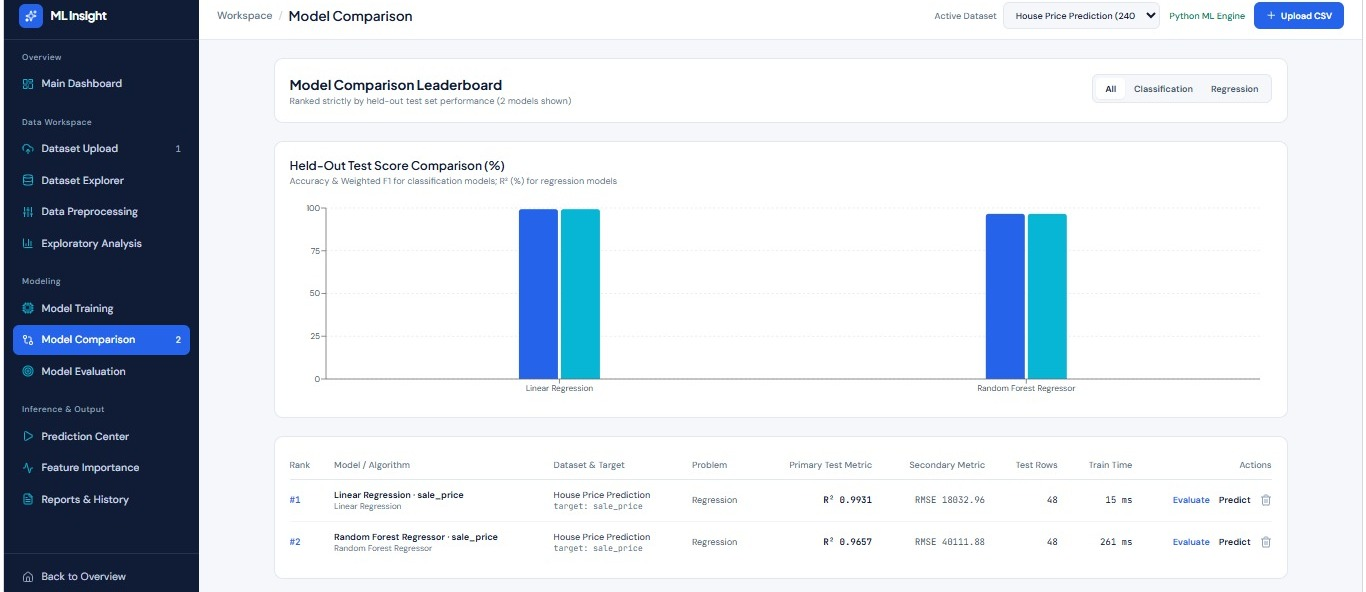 ML Insight
Workspace / Model Comparison
Active Dataset
House Price Prediction (240
Python ML Engine
+ Upload CSV
Overview
Main Dashboard
Data Workspace
Dataset Upload 1
Dataset Explorer
Data Preprocessing
Exploratory Analysis
Modeling
Model Training
Model Comparison 2
Model Evaluation
Inference & Output
Prediction Center
Feature Importance
Reports & History
Back to Overview
Model Comparison Leaderboard
Ranked strictly by held-out test set performance (2 models shown)
All Classification Regression
Held-Out Test Score Comparison (%)
Accuracy & Weighted F1 for classification models; R² (%) for regression models
100
75
50
25
0
Linear Regression Random Forest Regressor
Rank Model / Algorithm Dataset & Target Problem Primary Test Metric Secondary Metric Test Rows Train Time Actions
#1 Linear Regression · sale_price House Price Prediction Regression R² 0.9931 RMSE 18032.96 48 15 ms Evaluate Predict
Linear Regression target: sale_price
#2 Random Forest Regressor · sale_price House Price Prediction Regression R² 0.9657 RMSE 40111.88 48 261 ms Evaluate Predict
Random Forest Regressor target: sale_price